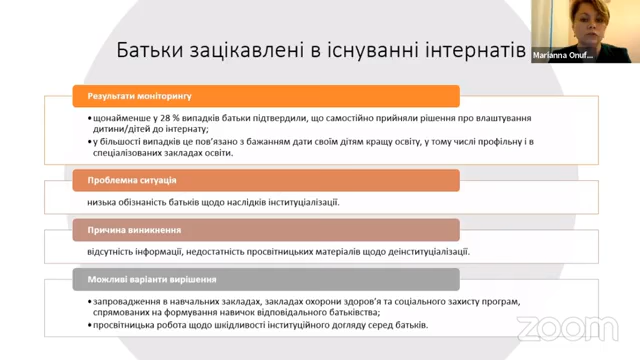 Батьки зацікавлені в існуванні інтернатів
Marianna Onuf...
Результати моніторингу
•щонайменше у 28 % випадків батьки підтвердили, що самостійно прийняли рішення про влаштування
дитини/дітей до інтернату;
•у більшості випадків це пов'язано з бажанням дати своїм дітям кращу освіту, у тому числі профільну і в
спеціалізованих закладах освіти.
Проблемна ситуація
низька обізнаність батьків щодо наслідків інституціалізації.
Причина виникнення
відсутність інформації, недостатність просвітницьких матеріалів щодо деінституціалізації.
Можливі варіанти вирішення
•запровадження в навчальних закладах, закладах охорони здоров'я та соціального захисту програм,
спрямованих на формування навичок відповідального батьківства;
•просвітницька робота щодо шкідливості інституційного догляду серед батьків.
zoom